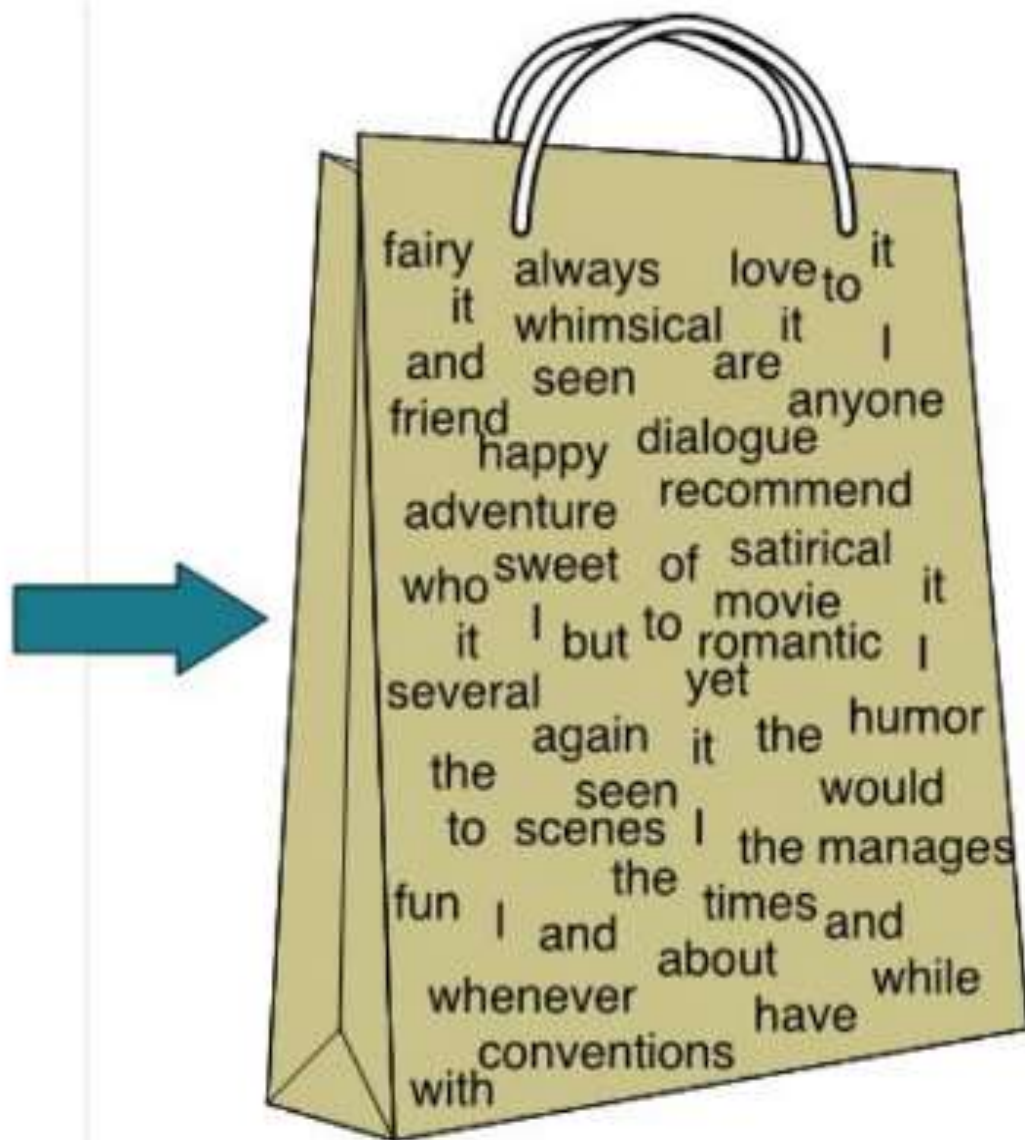 fairy always love to it
it whimsical it I
and seen are anyone
friend happy dialogue
adventure recommend
who sweet of satirical it
it I but to movie romantic I
several yet
again it the humor
the seen would
to scenes I the manages
the
fun I and times and
about while
whenever have
conventions
with